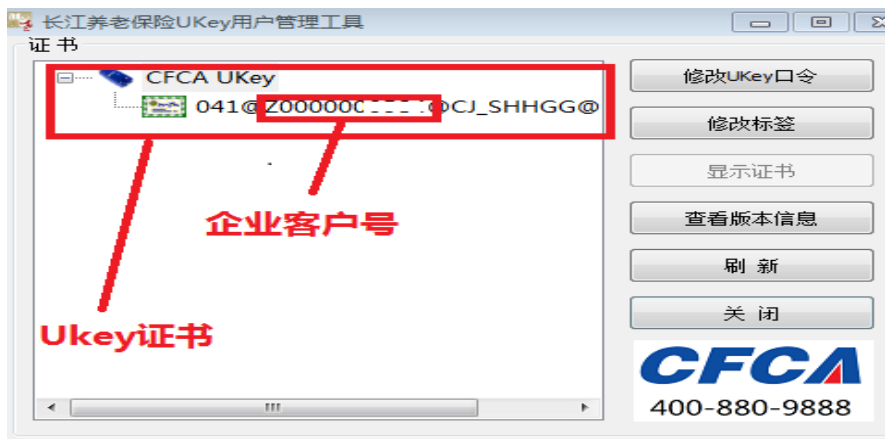 长江养老保险UKey用户管理工具
证书
CFCA UKey
041@Z000000 @CJ_SHHGG@
企业客户号
Ukey证书
修改UKey口令
修改标签
显示证书
查看版本信息
刷 新
关 闭
CFCA
400-880-9888